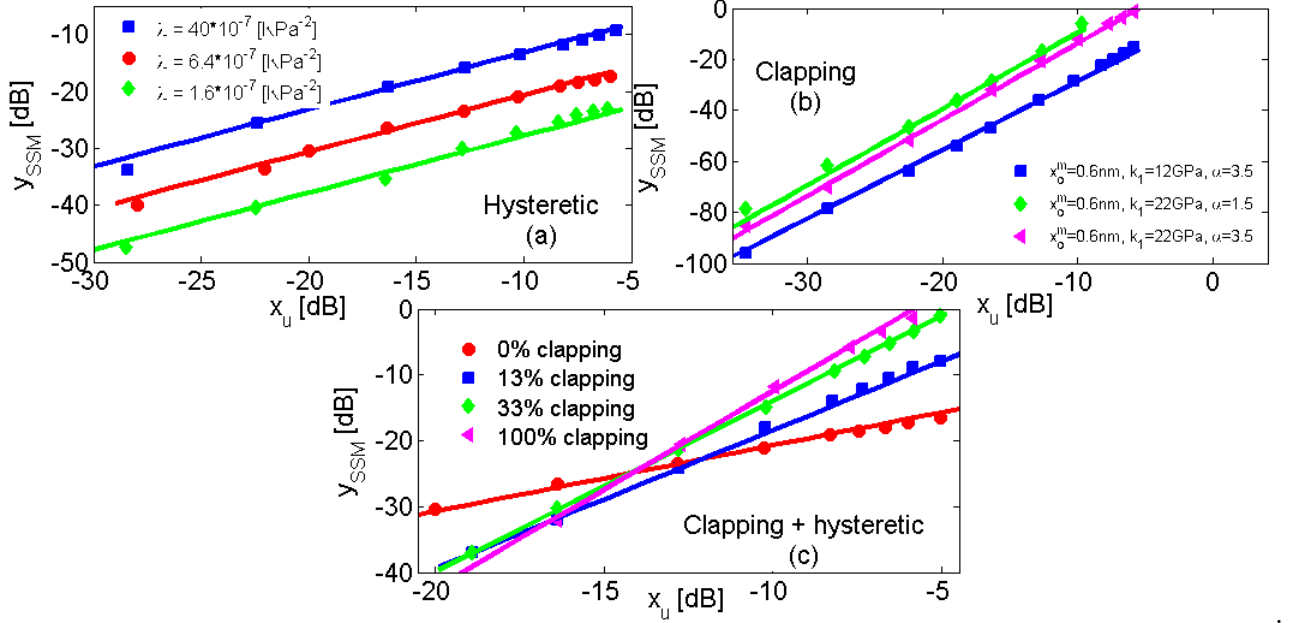 -10
-20
-30
-40
-50
-30
-25
-20
-15
-10
-5
y_SSM [dB]
x_u [dB]
λ = 40*10^-7 [kPa^-2]
λ = 6.4*10^-7 [kPa^-2]
λ = 1.6*10^-7 [kPa^-2]
Hysteretic
(a)
0
-20
-40
-60
-80
-100
-30
-20
-10
0
y_SSM [dB]
x_u [dB]
Clapping
(b)
x_o^m=0.6nm, k_1=12GPa, α=3.5
x_o^m=0.6nm, k_1=22GPa, α=1.5
x_o^m=0.6nm, k_1=22GPa, α=3.5
0
-10
-20
-30
-40
-20
-15
-10
-5
y_SSM [dB]
x_u [dB]
0% clapping
13% clapping
33% clapping
100% clapping
Clapping + hysteretic
(c)
.